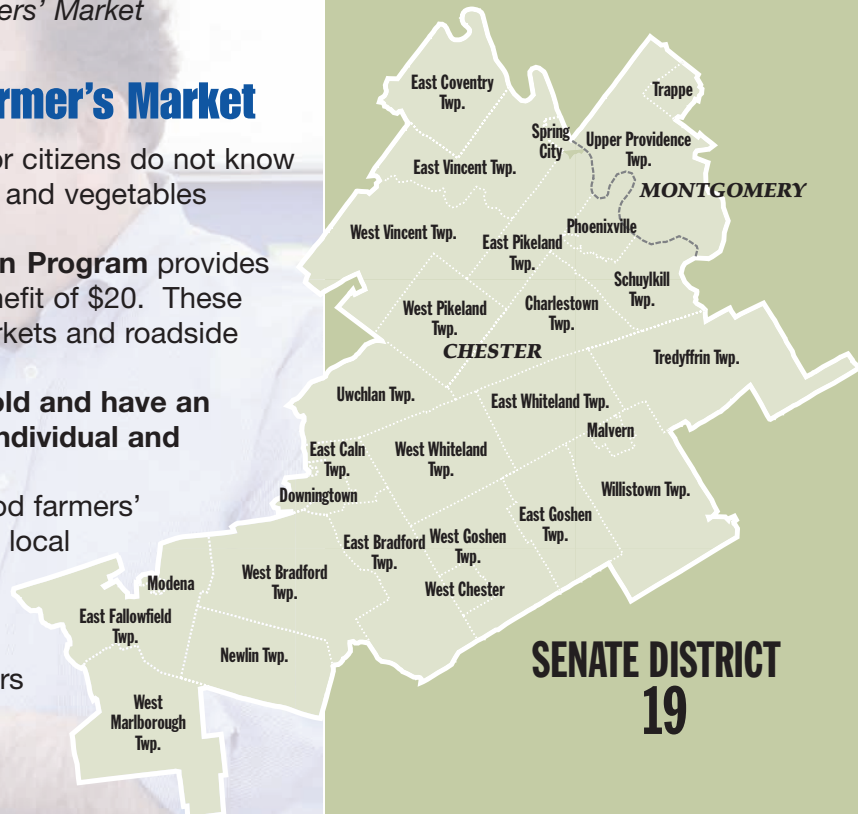 ers’ Market
rmer’s Market
or citizens do not know
and vegetables
n Program provides
nefit of $20. These
rkets and roadside
old and have an
ndividual and
od farmers’
local
rs
East Coventry
Twp.
Trappe
Spring
City
Upper Providence
Twp.
East Vincent Twp.
MONTGOMERY
West Vincent Twp.
East Pikeland
Twp.
Phoenixville
Schuylkill
Twp.
West Pikeland
Twp.
Charlestown
Twp.
CHESTER
Tredyffrin Twp.
Uwchlan Twp.
East Whiteland Twp.
Malvern
East Caln
Twp.
West Whiteland
Twp.
Downingtown
Willistown Twp.
East Goshen
Twp.
East Bradford
Twp.
West Goshen
Twp.
West Chester
Modena
West Bradford
Twp.
East Fallowfield
Twp.
Newlin Twp.
West
Marlborough
Twp.
SENATE DISTRICT
19